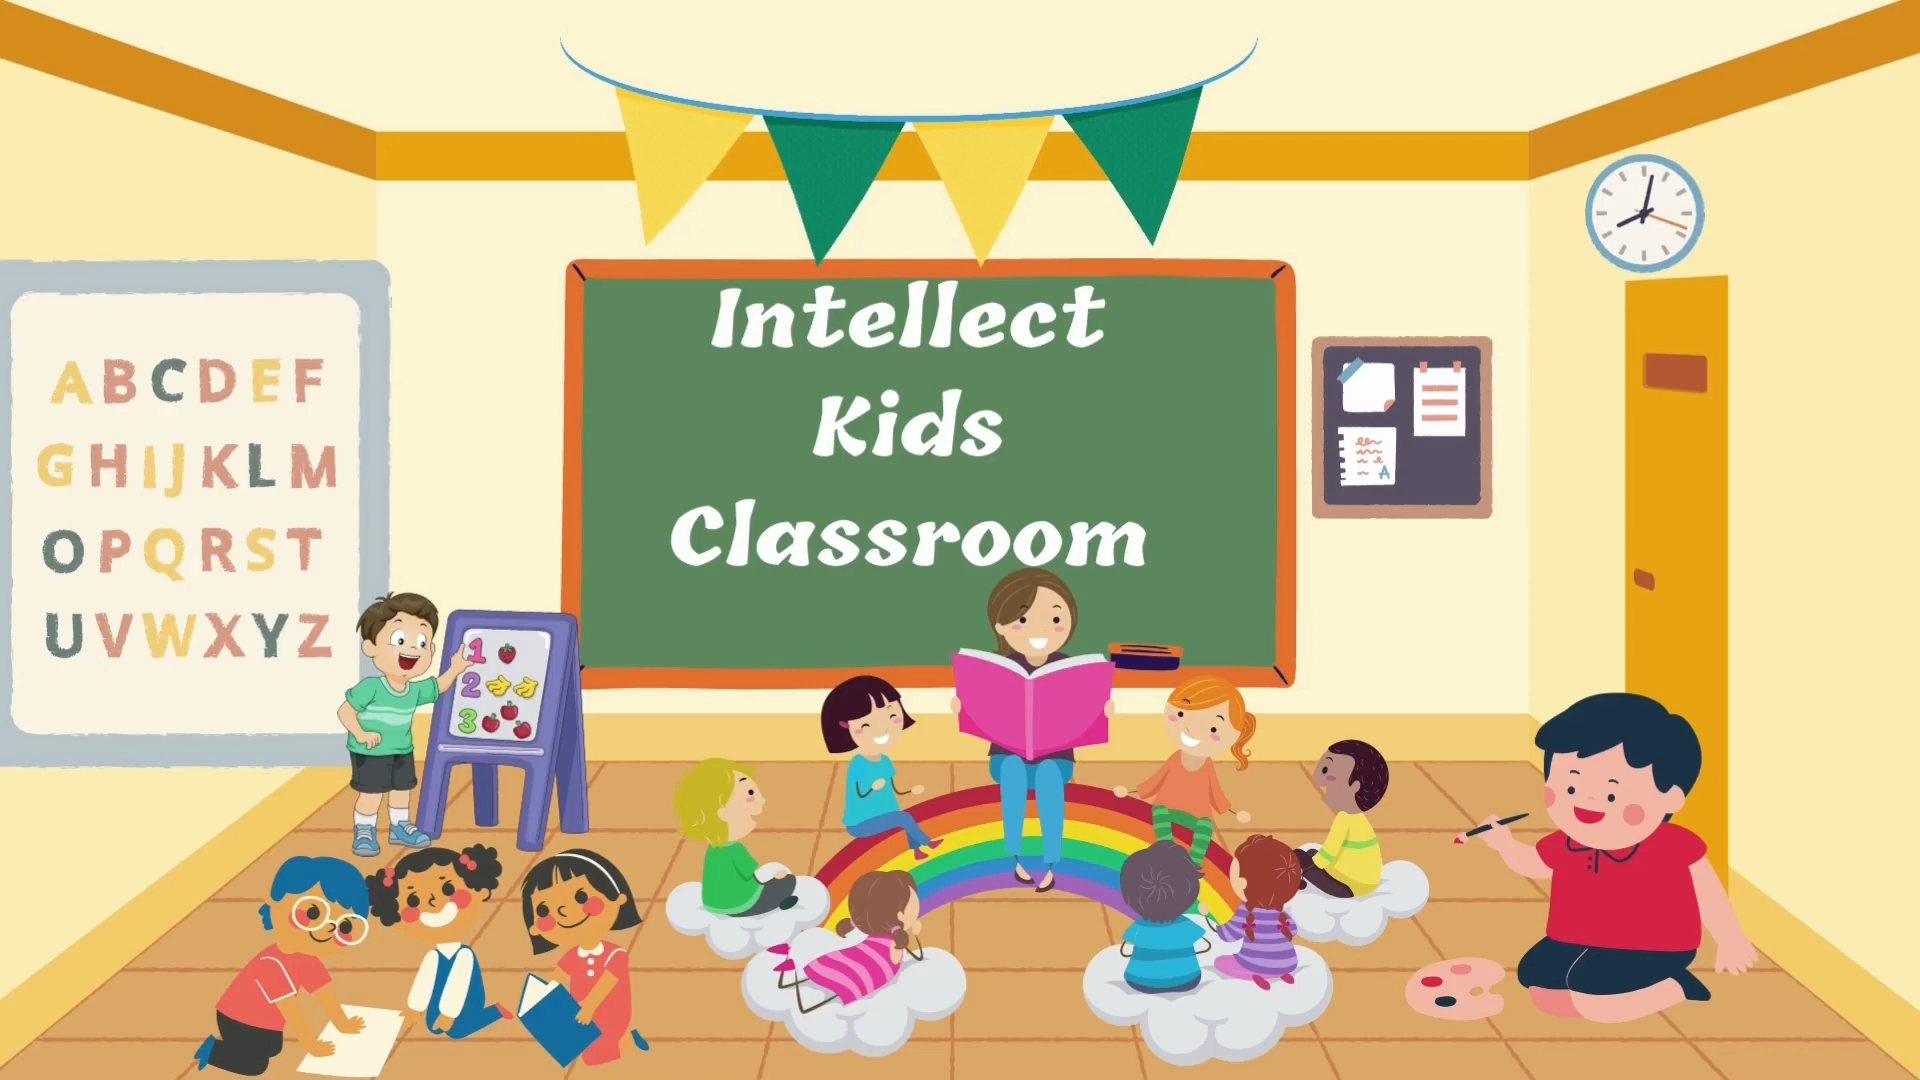 Intellect
Kids
Classroom
ABCDEF
GHIJKLM
OPQRST
UVWXYZ
1
2
3
A